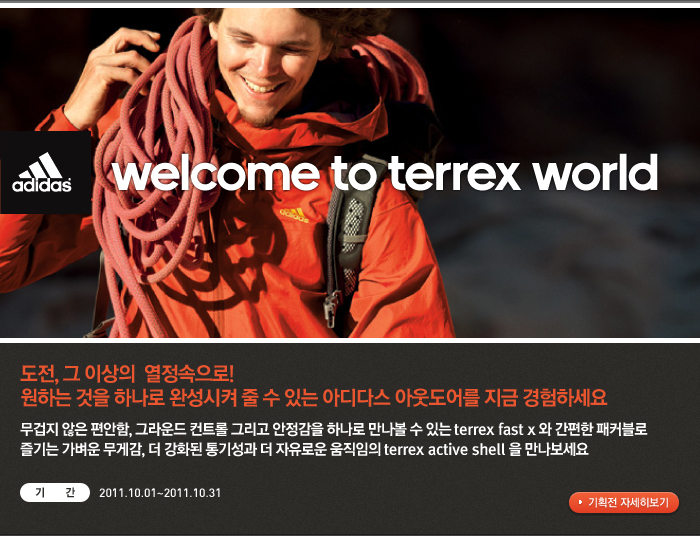 adidas
welcome to terrex world
adidas
도전, 그 이상의 열정속으로!
원하는 것을 하나로 완성시켜 줄 수 있는 아디다스 아웃도어를 지금 경험하세요
무겁지 않은 편안함, 그라운드 컨트롤 그리고 안정감을 하나로 만나볼 수 있는 terrex fast x 와 간편한 패커블로
즐기는 가벼운 무게감, 더 강화된 통기성과 더 자유로운 움직임의 terrex active shell 을 만나보세요
기 간 2011.10.01~2011.10.31
기획전 자세히보기